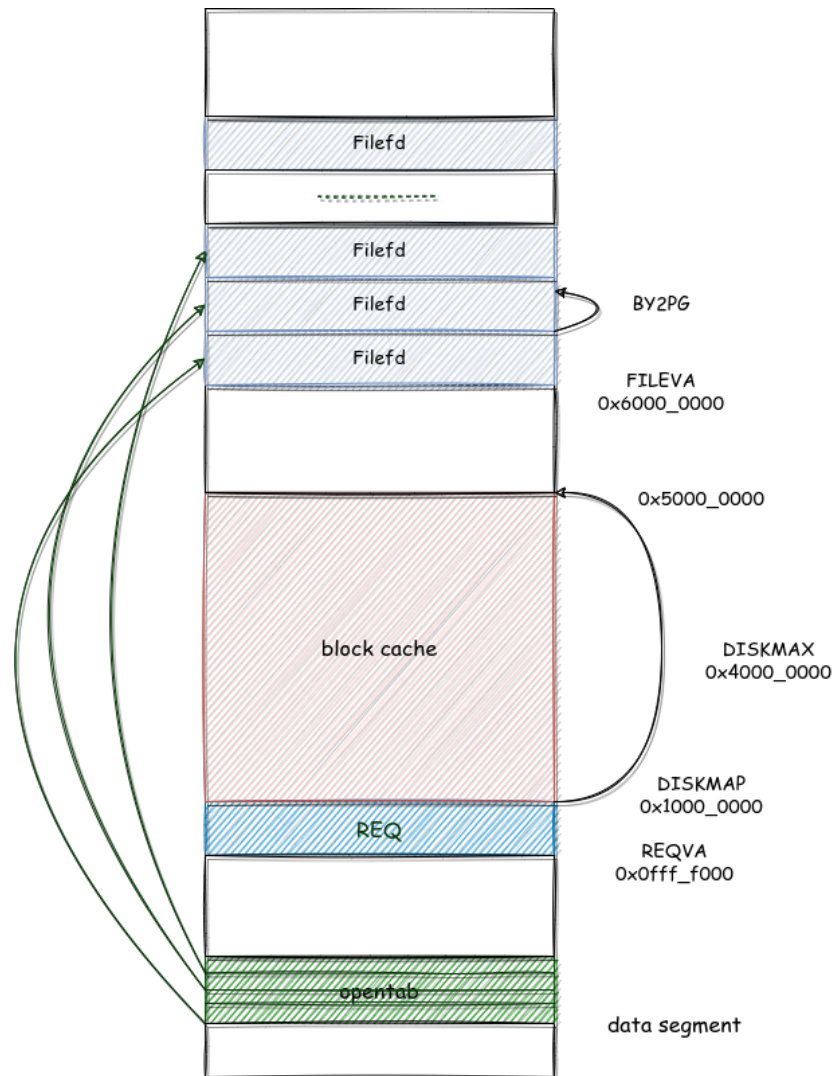 Filefd
Filefd
Filefd
BY2PG
Filefd
FILEVA
0x6000_0000
0x5000_0000
block cache
DISKMAX
0x4000_0000
DISKMAP
0x1000_0000
REQ
REQVA
0x0fff_f000
opentab
data segment